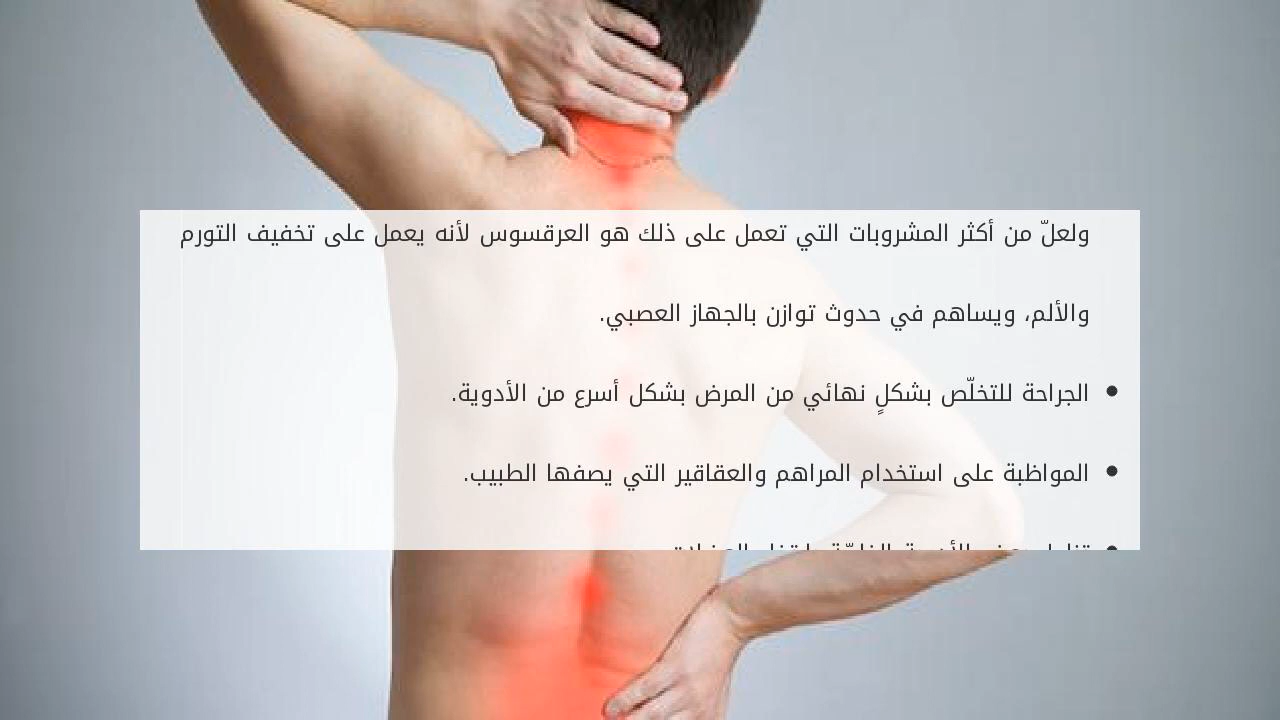 ولعلّ من أكثر المشروبات التي تعمل على ذلك هو العرقسوس لأنه يعمل على تخفيف التورم
والألم، ويساهم في حدوث توازن بالجهاز العصبي.
• الجراحة للتخلّص بشكلٍ نهائي من المرض بشكل أسرع من الأدوية.
• المواظبة على استخدام المراهم والعقاقير التي يصفها الطبيب.